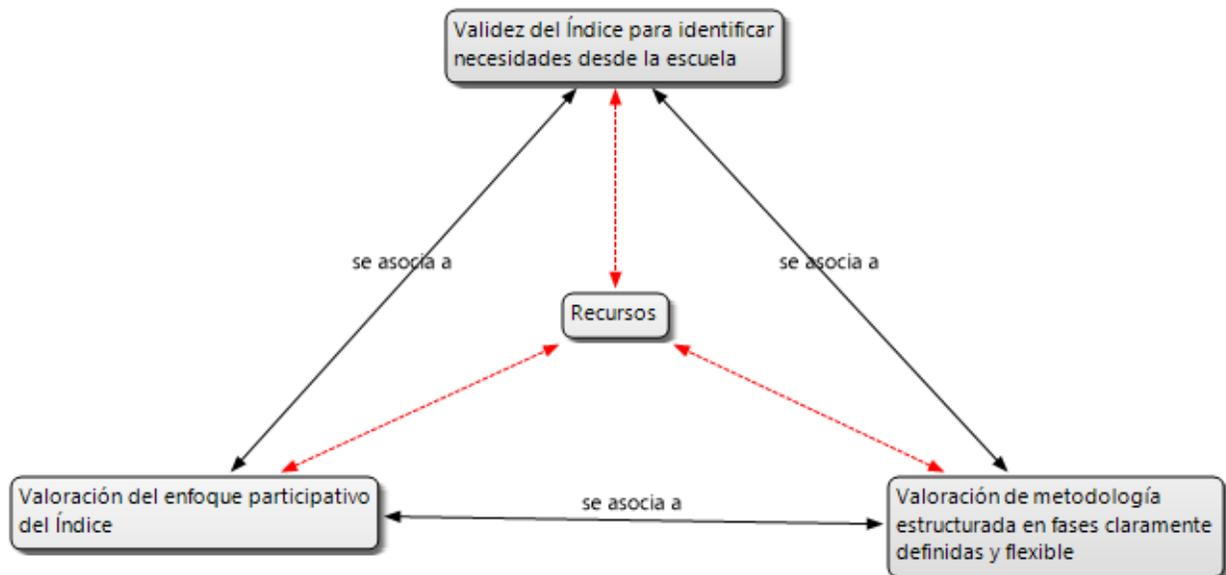 Validez del Índice para identificar
necesidades desde la escuela
se asocia a
se asocia a
Recursos
Valoración del enfoque participativo
del Índice
se asocia a
Valoración de metodología
estructurada en fases claramente
definidas y flexible